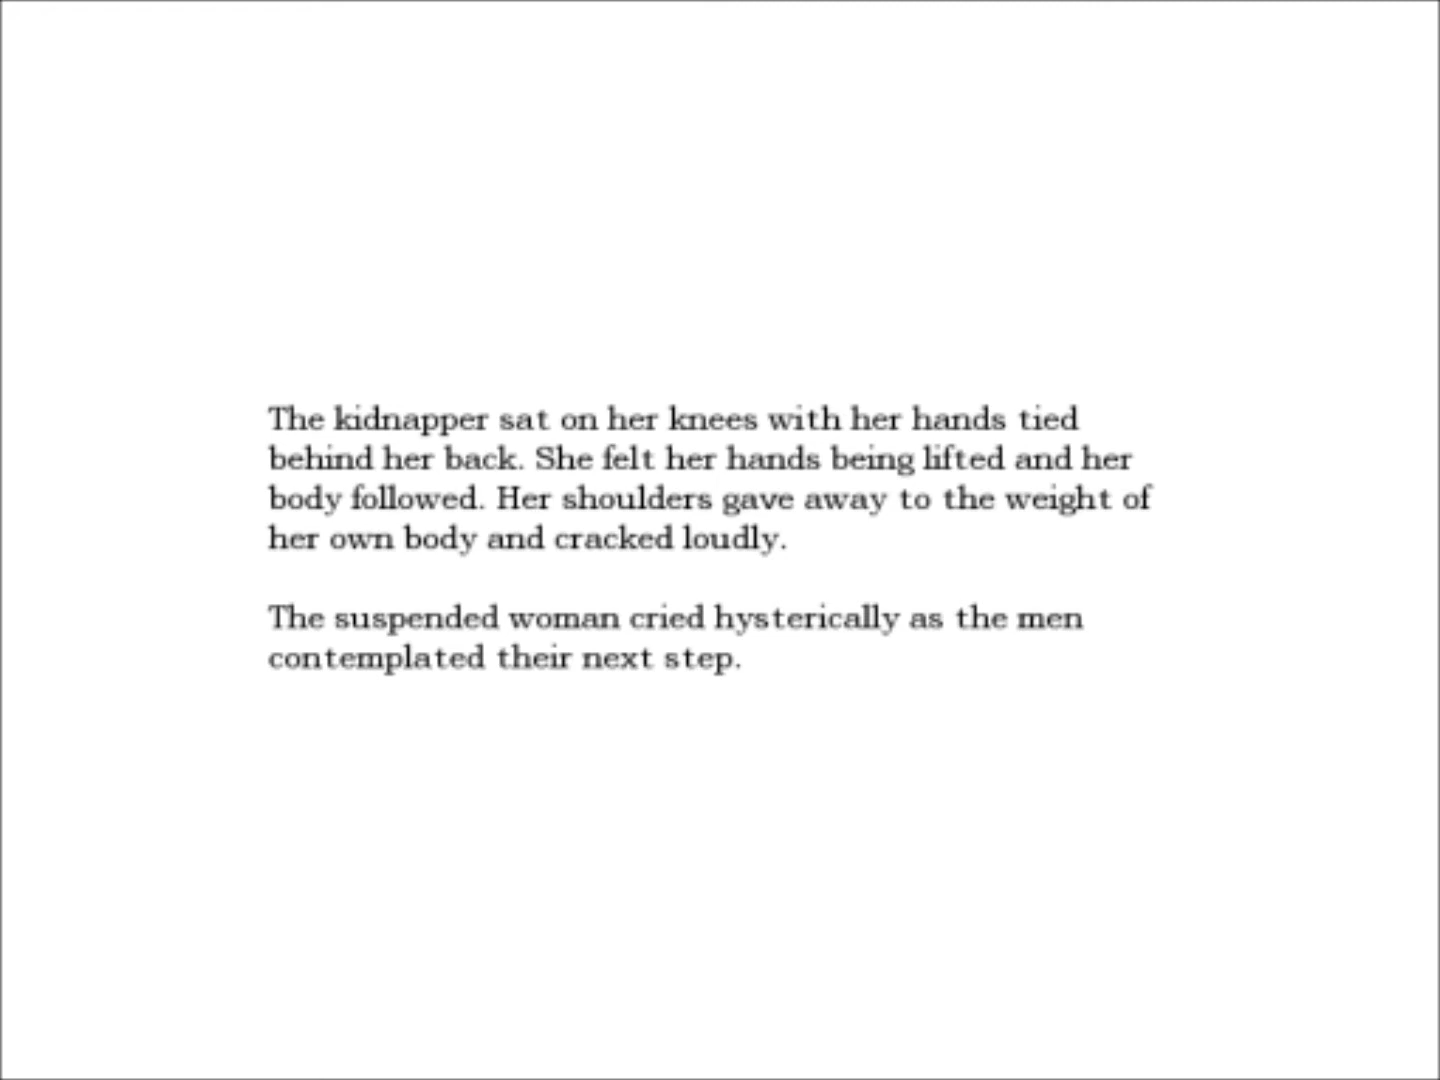 The kidnapper sat on her knees with her hands tied
behind her back. She felt her hands being lifted and her
body followed. Her shoulders gave away to the weight of
her own body and cracked loudly.
The suspended woman cried hysterically as the men
contemplated their next step.